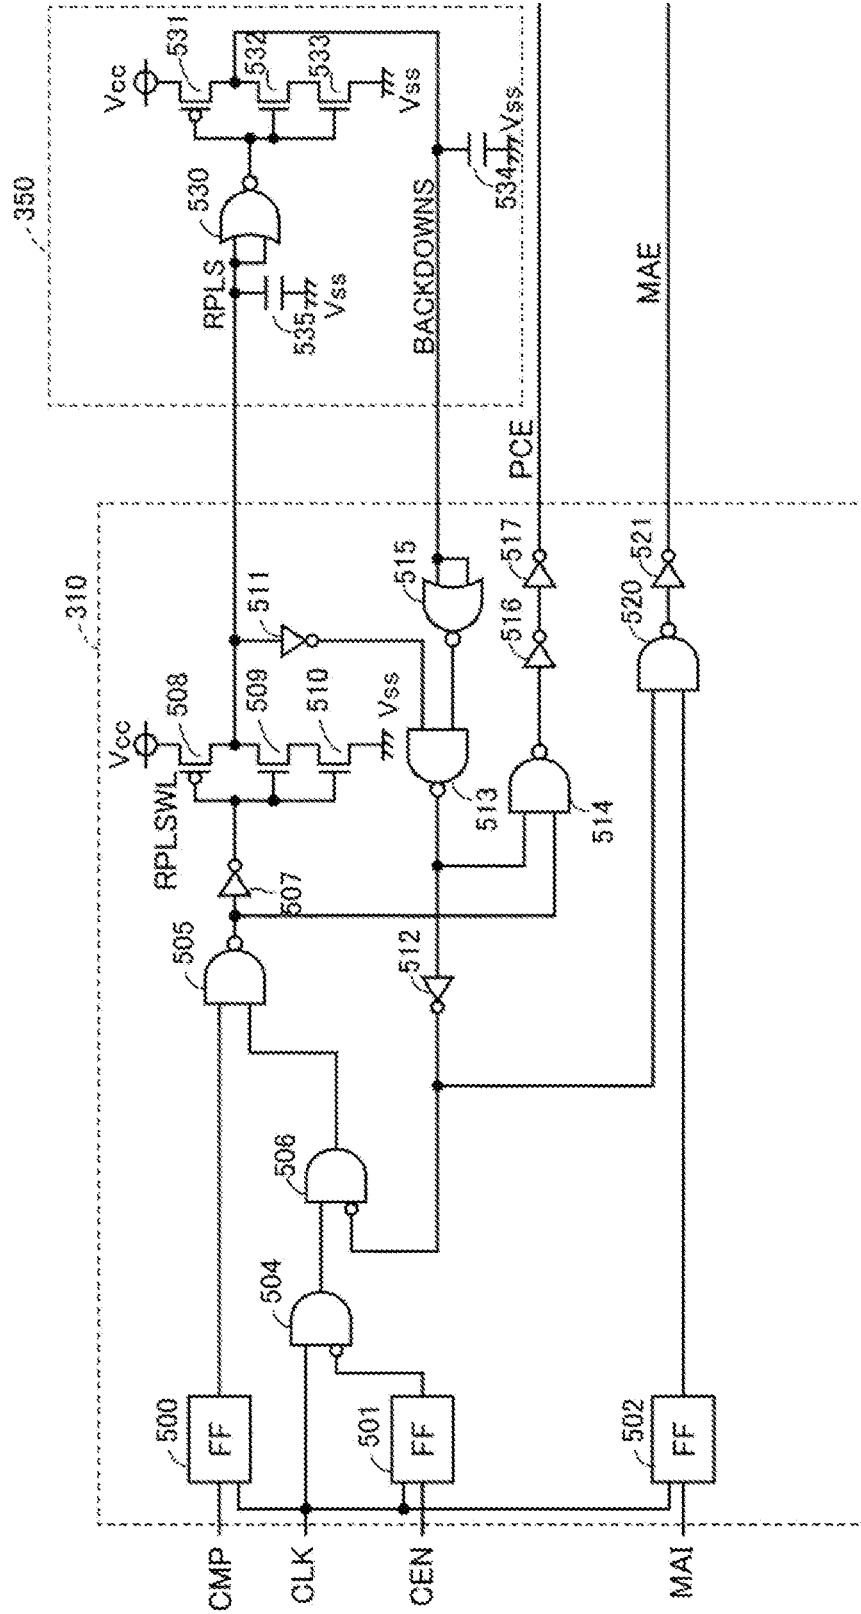 350
Vcc
531
532
533
Vss
530
RPLS
535
Vss
534
Vss
BACKDOWNS
PCE
MAE
310
511
515
517
521
516
520
Vcc
508
509
510
Vss
RPLSWL
513
514
507
505
512
506
504
500
FF
501
FF
502
FF
CMP
CLK
CEN
MAI